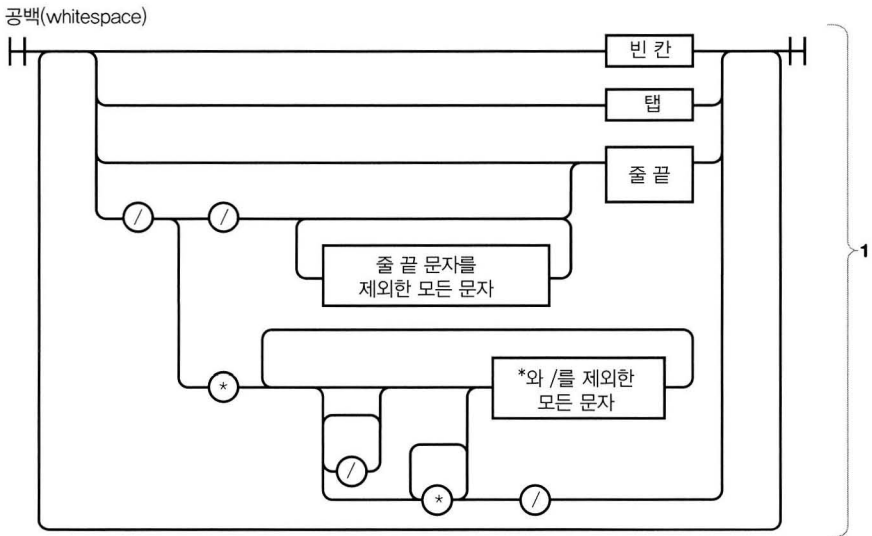 공백(whitespace)
빈 칸
탭
줄 끝
/ /
줄 끝 문자를
제외한 모든 문자
1
*
*와 /를 제외한
모든 문자
/
* /